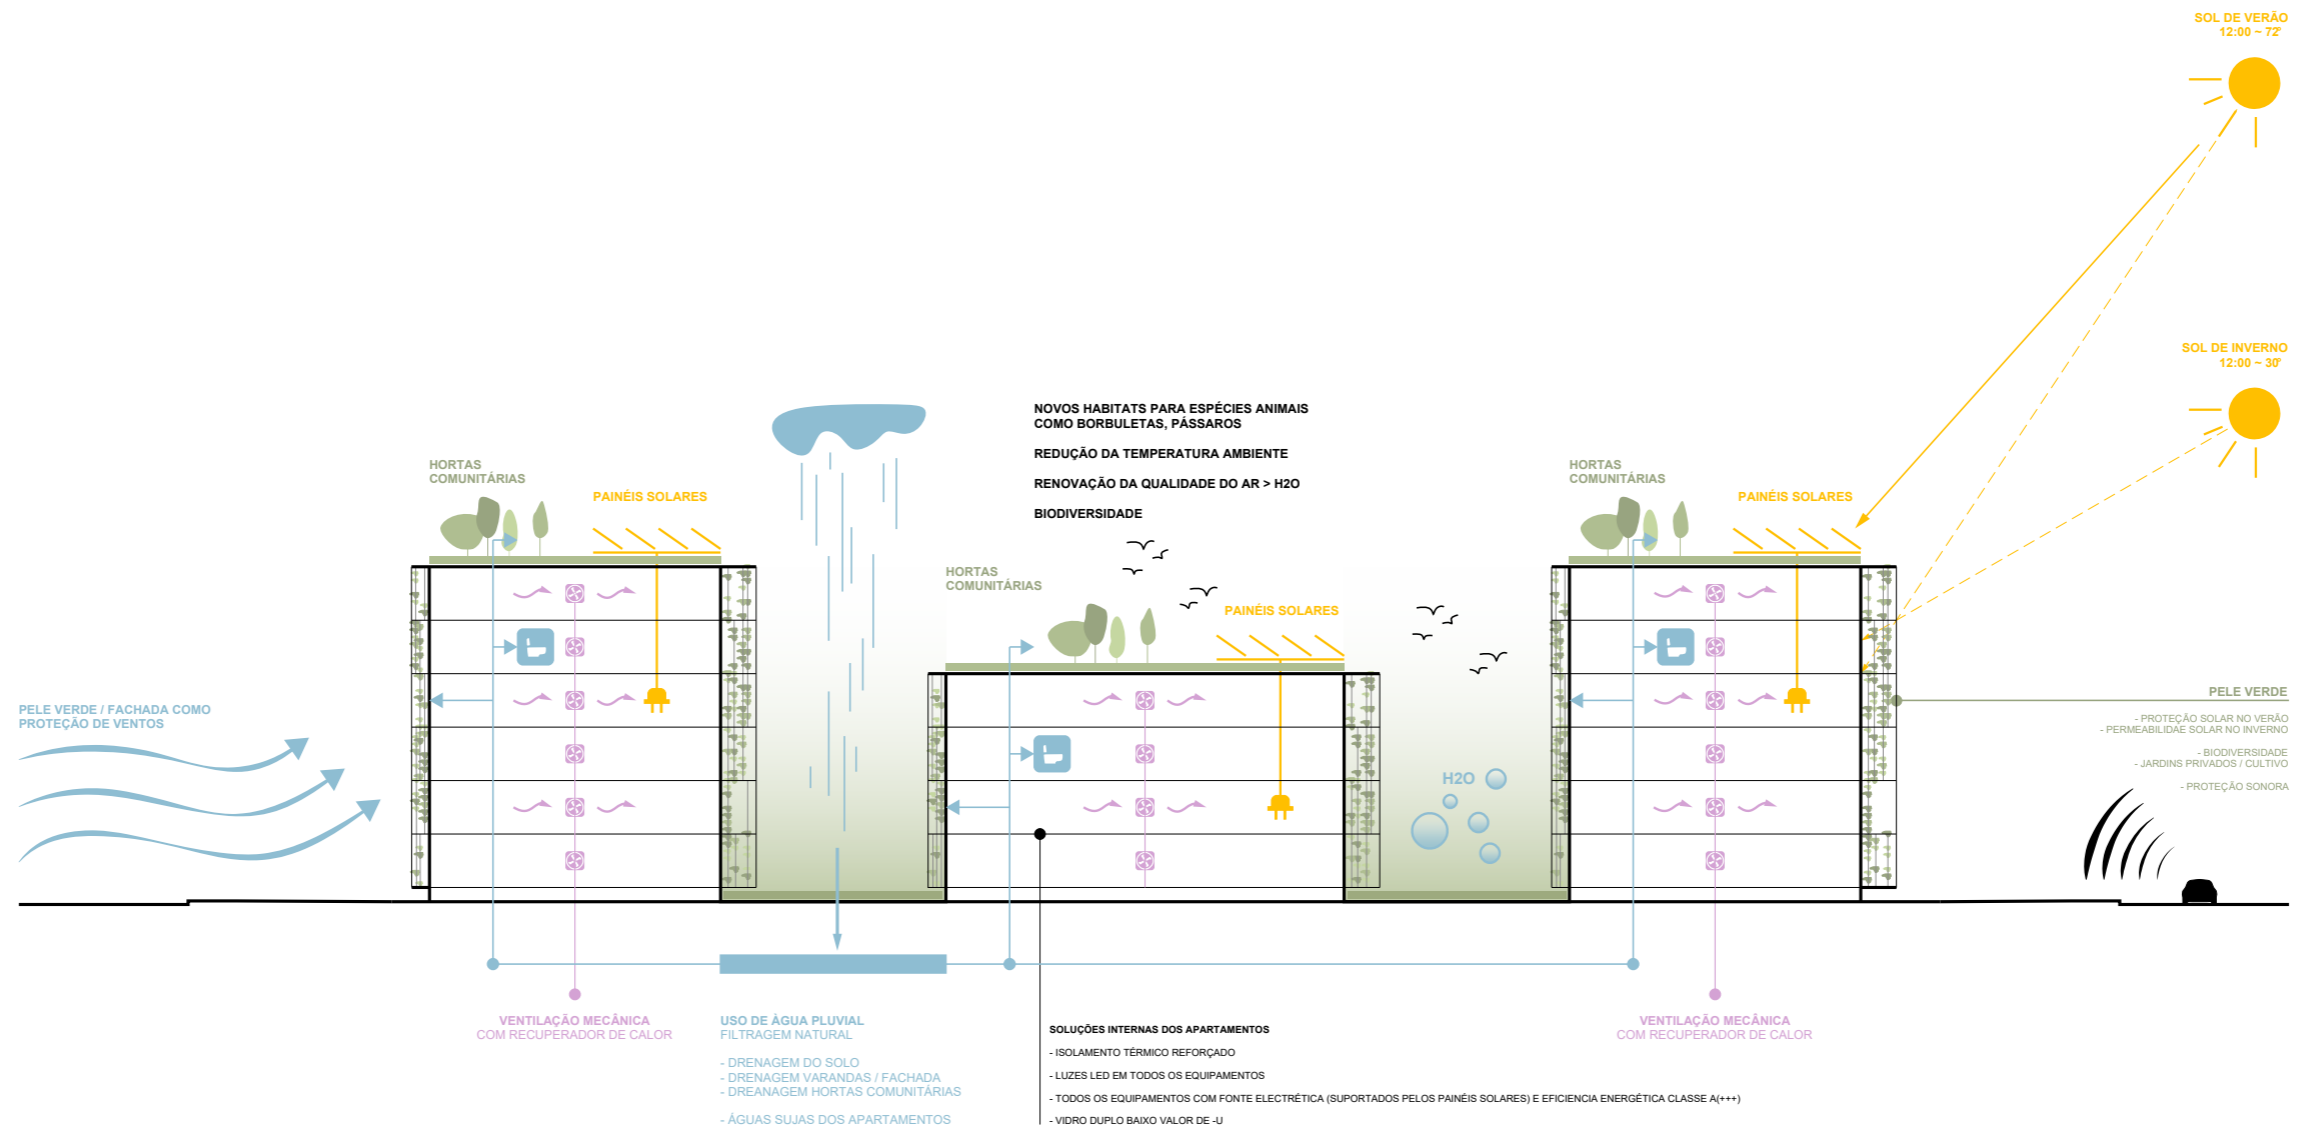 SOL DE VERÃO
12:00 ~ 72º
SOL DE INVERNO
12:00 ~ 30º
NOVOS HABITATS PARA ESPÉCIES ANIMAIS
COMO BORBULETAS, PÁSSAROS
REDUÇÃO DA TEMPERATURA AMBIENTE
RENOVAÇÃO DA QUALIDADE DO AR > H2O
BIODIVERSIDADE
HORTAS
COMUNITÁRIAS
PAINÉIS SOLARES
HORTAS
COMUNITÁRIAS
PAINÉIS SOLARES
HORTAS
COMUNITÁRIAS
PAINÉIS SOLARES
PELE VERDE / FACHADA COMO
PROTEÇÃO DE VENTOS
H2O
PELE VERDE
- PROTEÇÃO SOLAR NO VERÃO
- PERMEABILIDAE SOLAR NO INVERNO
- BIODIVERSIDADE
- JARDINS PRIVADOS / CULTIVO
- PROTEÇÃO SONORA
VENTILAÇÃO MECÂNICA
COM RECUPERADOR DE CALOR
USO DE ÀGUA PLUVIAL
FILTRAGEM NATURAL
- DRENAGEM DO SOLO
- DRENAGEM VARANDAS / FACHADA
- DREANAGEM HORTAS COMUNITÁRIAS
- ÁGUAS SUJAS DOS APARTAMENTOS
SOLUÇÕES INTERNAS DOS APARTAMENTOS
- ISOLAMENTO TÉRMICO REFORÇADO
- LUZES LED EM TODOS OS EQUIPAMENTOS
- TODOS OS EQUIPAMENTOS COM FONTE ELECTRÉTICA (SUPORTADOS PELOS PAINÉIS SOLARES) E EFICIENCIA ENERGÉTICA CLASSE A(+++)
- VIDRO DUPLO BAIXO VALOR DE -U
VENTILAÇÃO MECÂNICA
COM RECUPERADOR DE CALOR